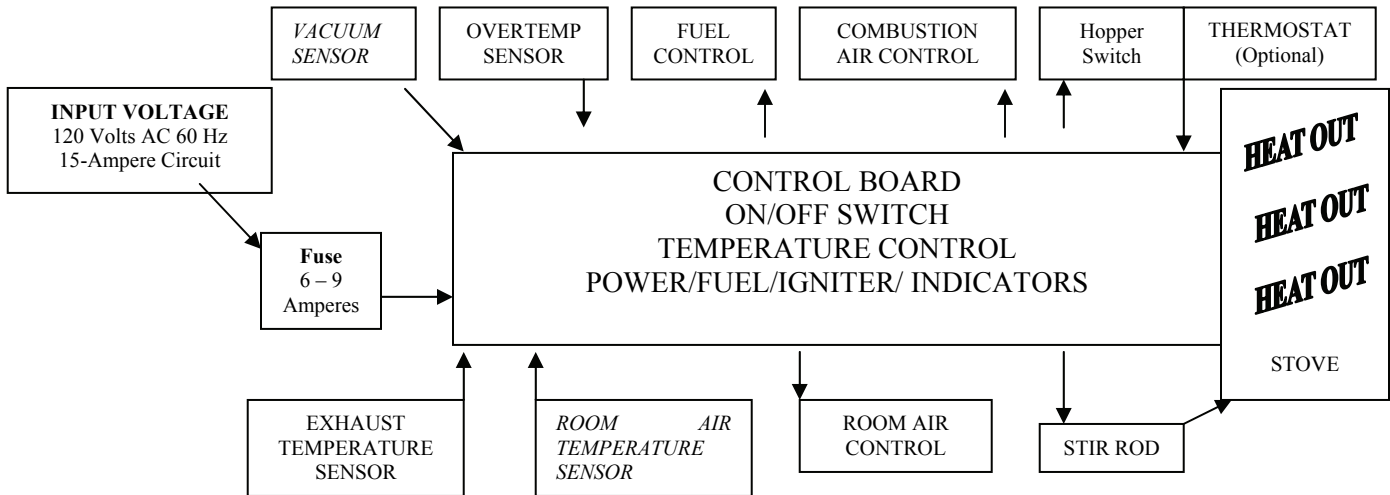 VACUUM
SENSOR
OVERTEMP
SENSOR
FUEL
CONTROL
COMBUSTION
AIR CONTROL
Hopper
Switch
THERMOSTAT
(Optional)
INPUT VOLTAGE
120 Volts AC 60 Hz
15-Ampere Circuit
Fuse
6 – 9
Amperes
CONTROL BOARD
ON/OFF SWITCH
TEMPERATURE CONTROL
POWER/FUEL/IGNITER/ INDICATORS
HEAT OUT
HEAT OUT
HEAT OUT
STOVE
EXHAUST
TEMPERATURE
SENSOR
ROOM AIR
TEMPERATURE
SENSOR
ROOM AIR
CONTROL
STIR ROD